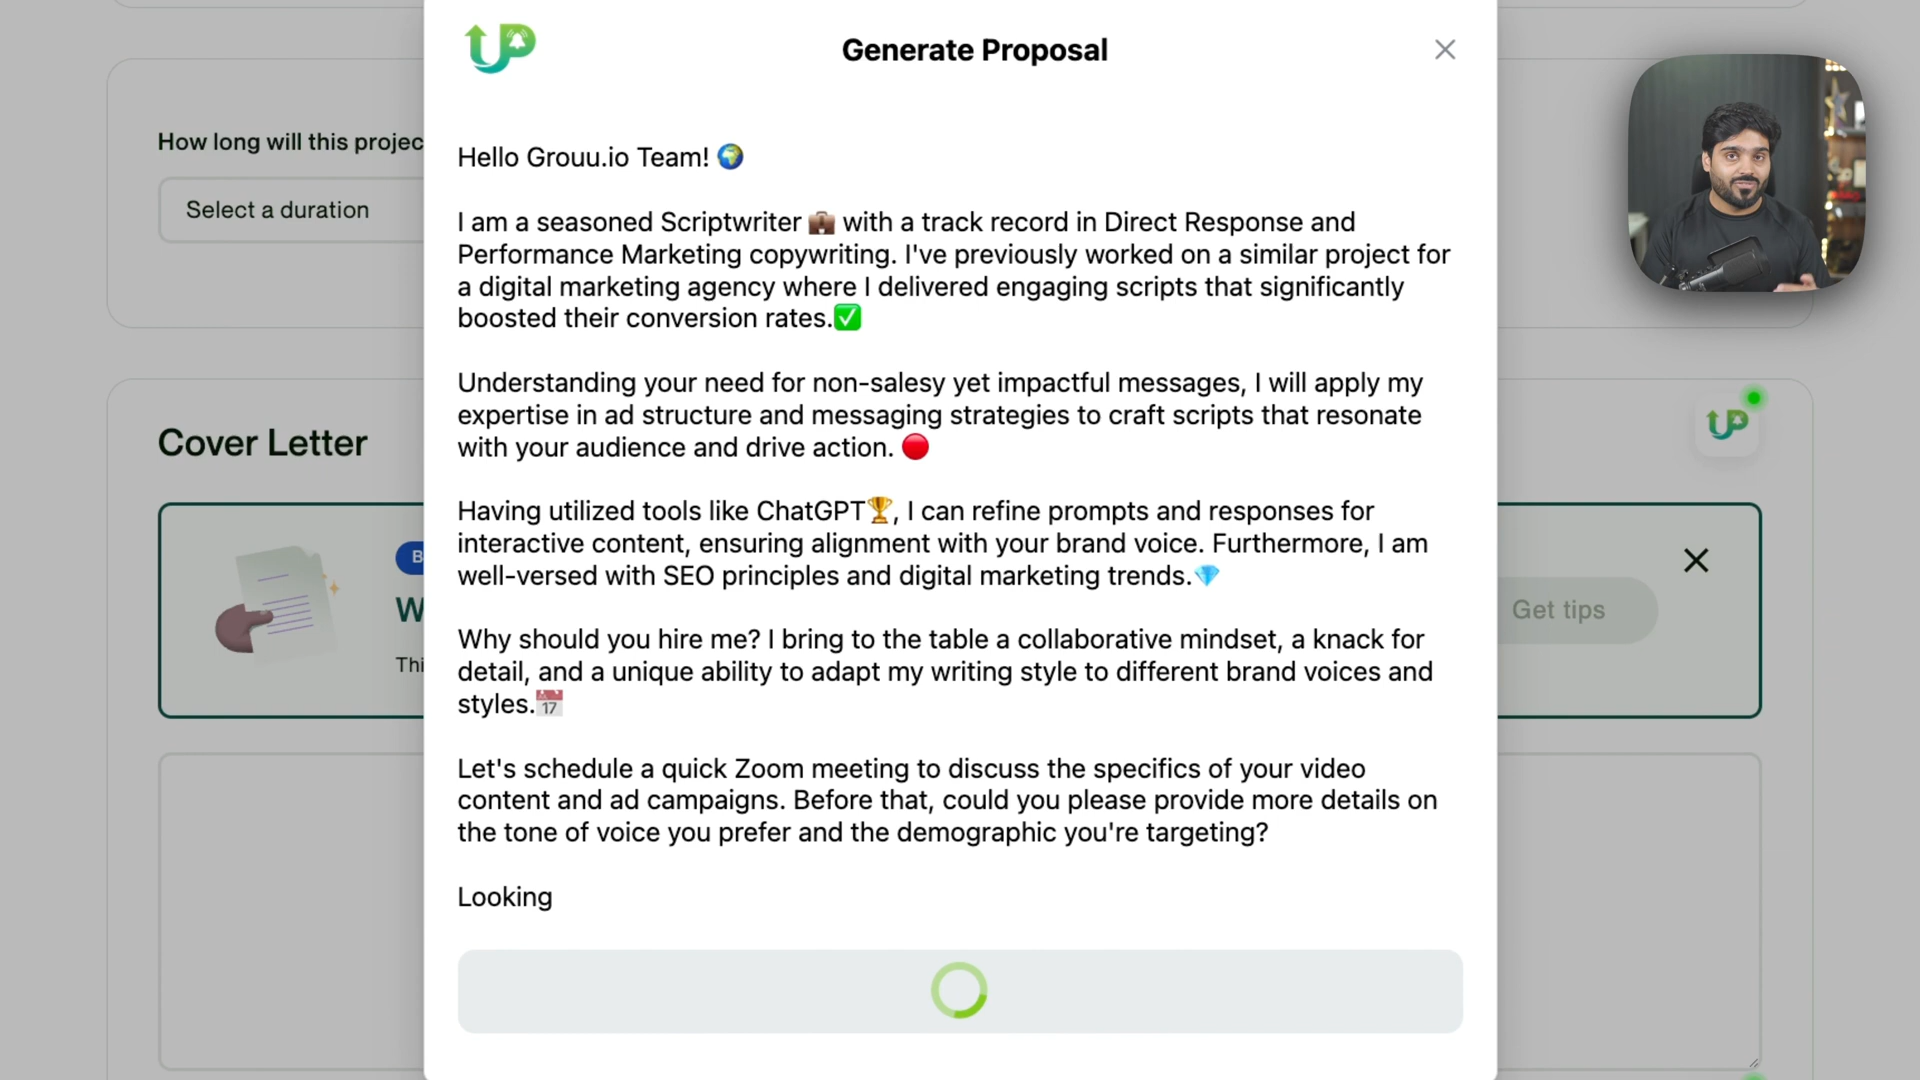 UP
Generate Proposal
How long will this projec
Select a duration
Hello Grouu.io Team! 🌍
I am a seasoned Scriptwriter 💼 with a track record in Direct Response and
Performance Marketing copywriting. I've previously worked on a similar project for
a digital marketing agency where I delivered engaging scripts that significantly
boosted their conversion rates.✅
Understanding your need for non-salesy yet impactful messages, I will apply my
expertise in ad structure and messaging strategies to craft scripts that resonate
with your audience and drive action. 🔴
Having utilized tools like ChatGPT🏆, I can refine prompts and responses for
interactive content, ensuring alignment with your brand voice. Furthermore, I am
well-versed with SEO principles and digital marketing trends.💎
Why should you hire me? I bring to the table a collaborative mindset, a knack for
detail, and a unique ability to adapt my writing style to different brand voices and
styles.📅
Let's schedule a quick Zoom meeting to discuss the specifics of your video
content and ad campaigns. Before that, could you please provide more details on
the tone of voice you prefer and the demographic you're targeting?
Looking
Cover Letter
UP
B
W
Thi
Get tips